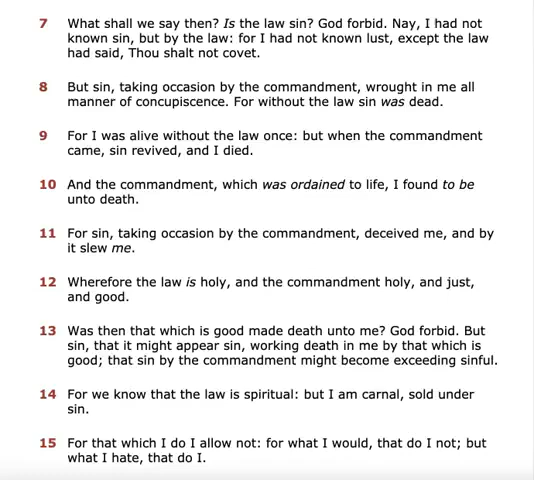 7 What shall we say then? Is the law sin? God forbid. Nay, I had not
known sin, but by the law: for I had not known lust, except the law
had said, Thou shalt not covet.
8 But sin, taking occasion by the commandment, wrought in me all
manner of concupiscence. For without the law sin was dead.
9 For I was alive without the law once: but when the commandment
came, sin revived, and I died.
10 And the commandment, which was ordained to life, I found to be
unto death.
11 For sin, taking occasion by the commandment, deceived me, and by
it slew me.
12 Wherefore the law is holy, and the commandment holy, and just,
and good.
13 Was then that which is good made death unto me? God forbid. But
sin, that it might appear sin, working death in me by that which is
good; that sin by the commandment might become exceeding sinful.
14 For we know that the law is spiritual: but I am carnal, sold under
sin.
15 For that which I do I allow not: for what I would, that do I not; but
what I hate, that do I.